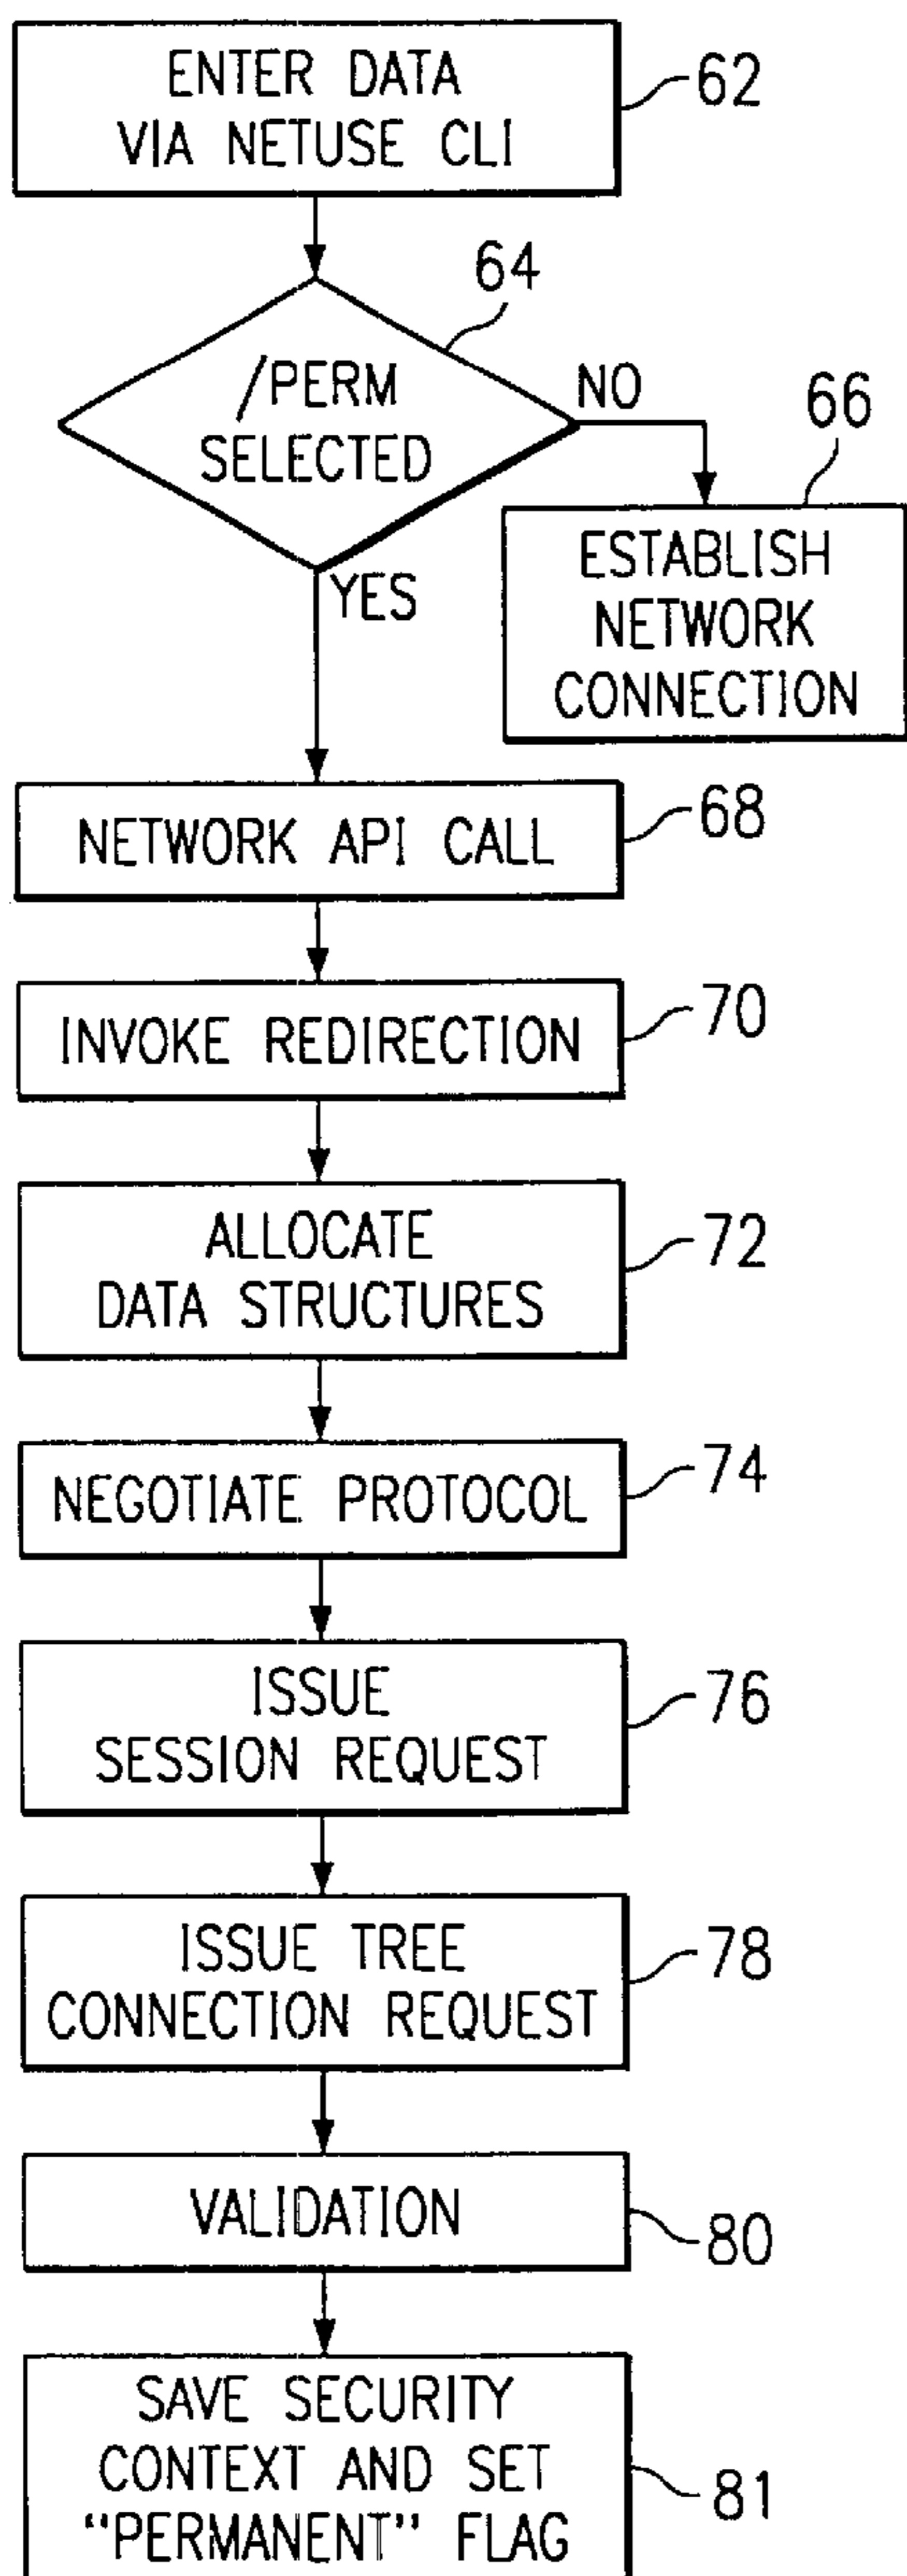 ENTER DATA
VIA NETUSE CLI
62
64
/PERM
SELECTED
NO
66
YES
ESTABLISH
NETWORK
CONNECTION
NETWORK API CALL
68
INVOKE REDIRECTION
70
ALLOCATE
DATA STRUCTURES
72
NEGOTIATE PROTOCOL
74
ISSUE
SESSION REQUEST
76
ISSUE TREE
CONNECTION REQUEST
78
VALIDATION
80
SAVE SECURITY
CONTEXT AND SET
"PERMANENT" FLAG
81